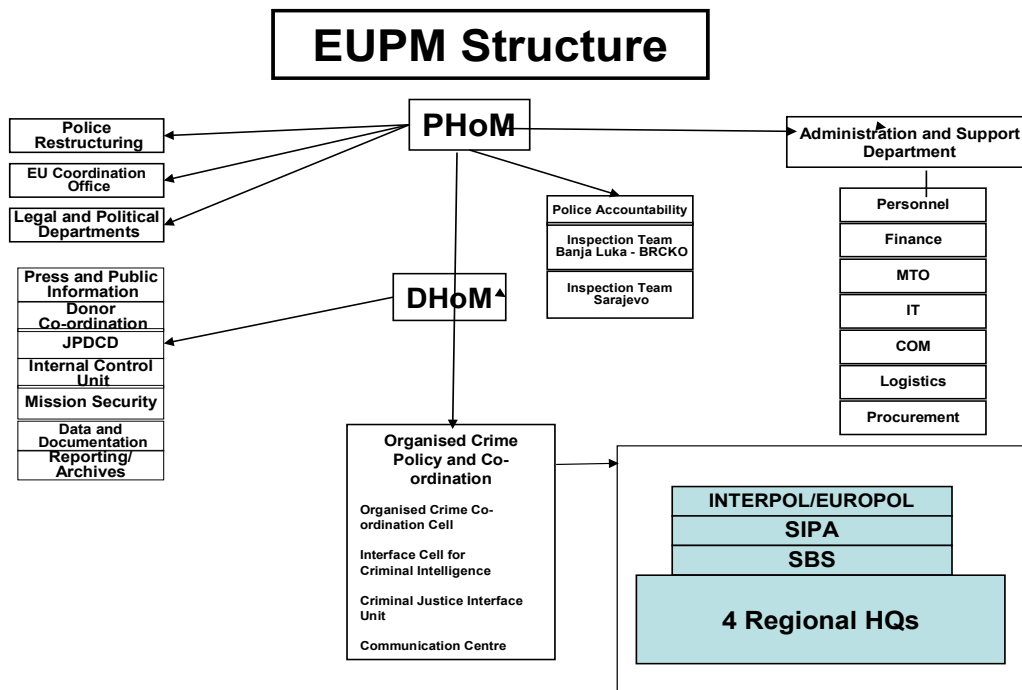 EUPM Structure
PHoM
Police
Restructuring
EU Coordination
Office
Legal and Political
Departments
Administration and Support
Department
Personnel
Finance
MTO
IT
COM
Logistics
Procurement
Police Accountability
Inspection Team
Banja Luka - BRCKO
Inspection Team
Sarajevo
DHoM
Press and Public
Information
Donor
Co-ordination
JPDCD
Internal Control
Unit
Mission Security
Data and
Documentation
Reporting/
Archives
Organised Crime
Policy and Co-
ordination
Organised Crime Co-
ordination Cell
Interface Cell for
Criminal Intelligence
Criminal Justice Interface
Unit
Communication Centre
INTERPOL/EUROPOL
SIPA
SBS
4 Regional HQs